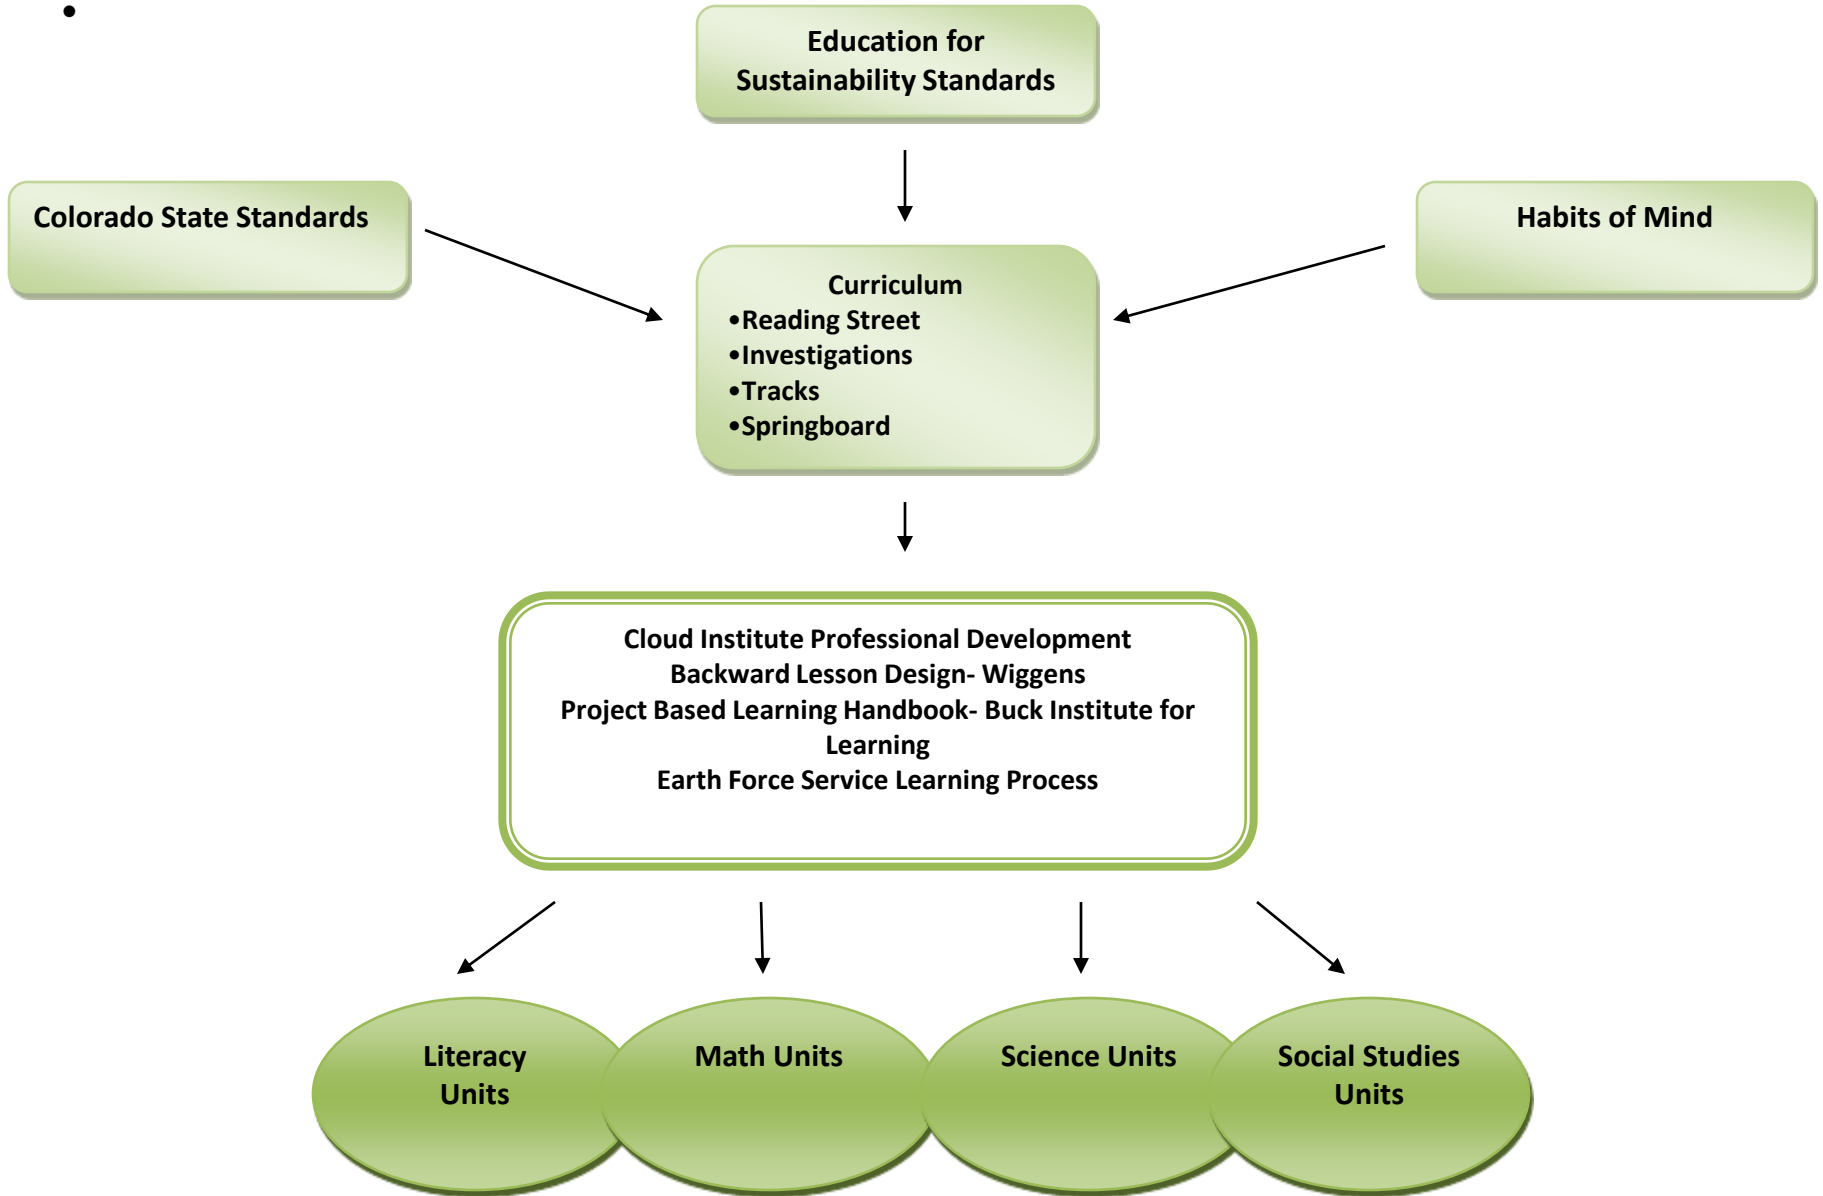 •
Education for
Sustainability Standards
Colorado State Standards
Habits of Mind
Curriculum
•Reading Street
•Investigations
•Tracks
•Springboard
Cloud Institute Professional Development
Backward Lesson Design- Wiggens
Project Based Learning Handbook- Buck Institute for
Learning
Earth Force Service Learning Process
Literacy
Units
Math Units
Science Units
Social Studies
Units